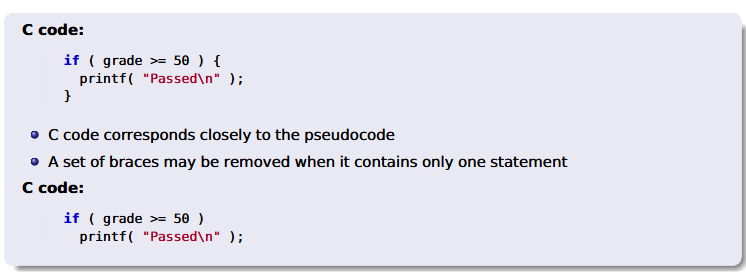 C code:
if ( grade >= 50 ) {
  printf( "Passed\n" );
}
C code corresponds closely to the pseudocode
A set of braces may be removed when it contains only one statement
C code:
if ( grade >= 50 )
  printf( "Passed\n" );